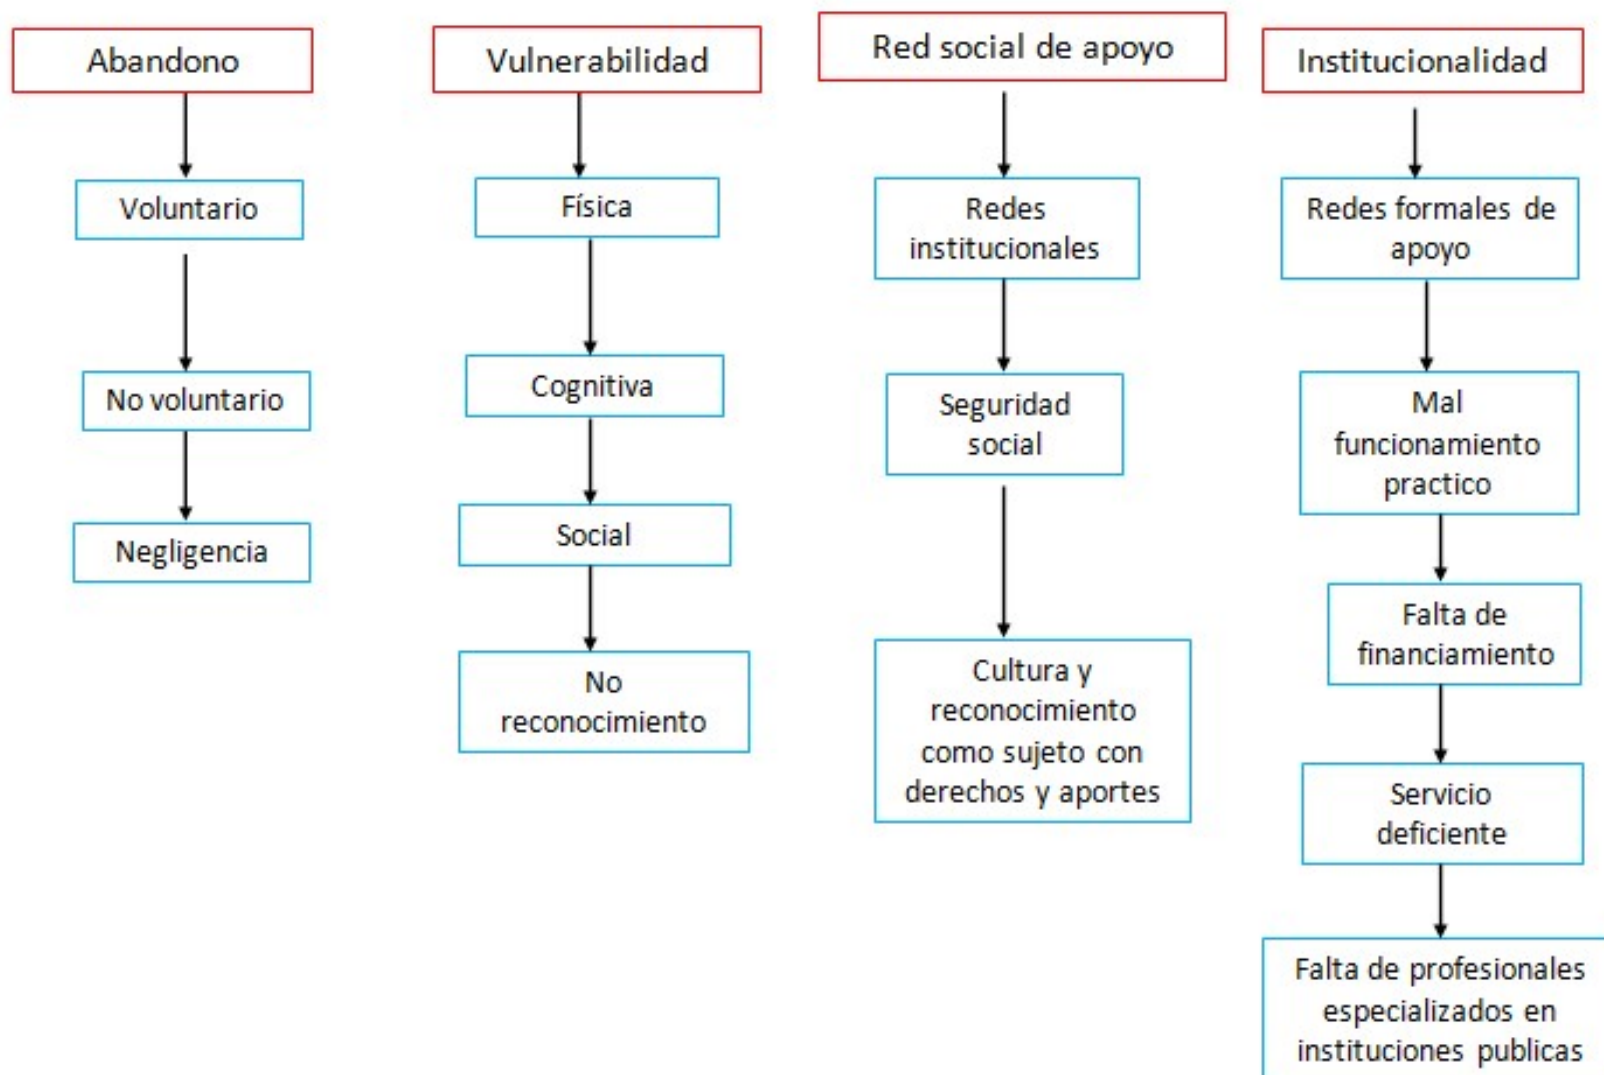 Abandono
Voluntario
No voluntario
Negligencia
Vulnerabilidad
Física
Cognitiva
Social
No
reconocimiento
Red social de apoyo
Redes
institucionales
Seguridad
social
Cultura y
reconocimiento
como sujeto con
derechos y aportes
Institucionalidad
Redes formales de
apoyo
Mal
funcionamiento
practico
Falta de
financiamiento
Servicio
deficiente
Falta de profesionales
especializados en
instituciones publicas